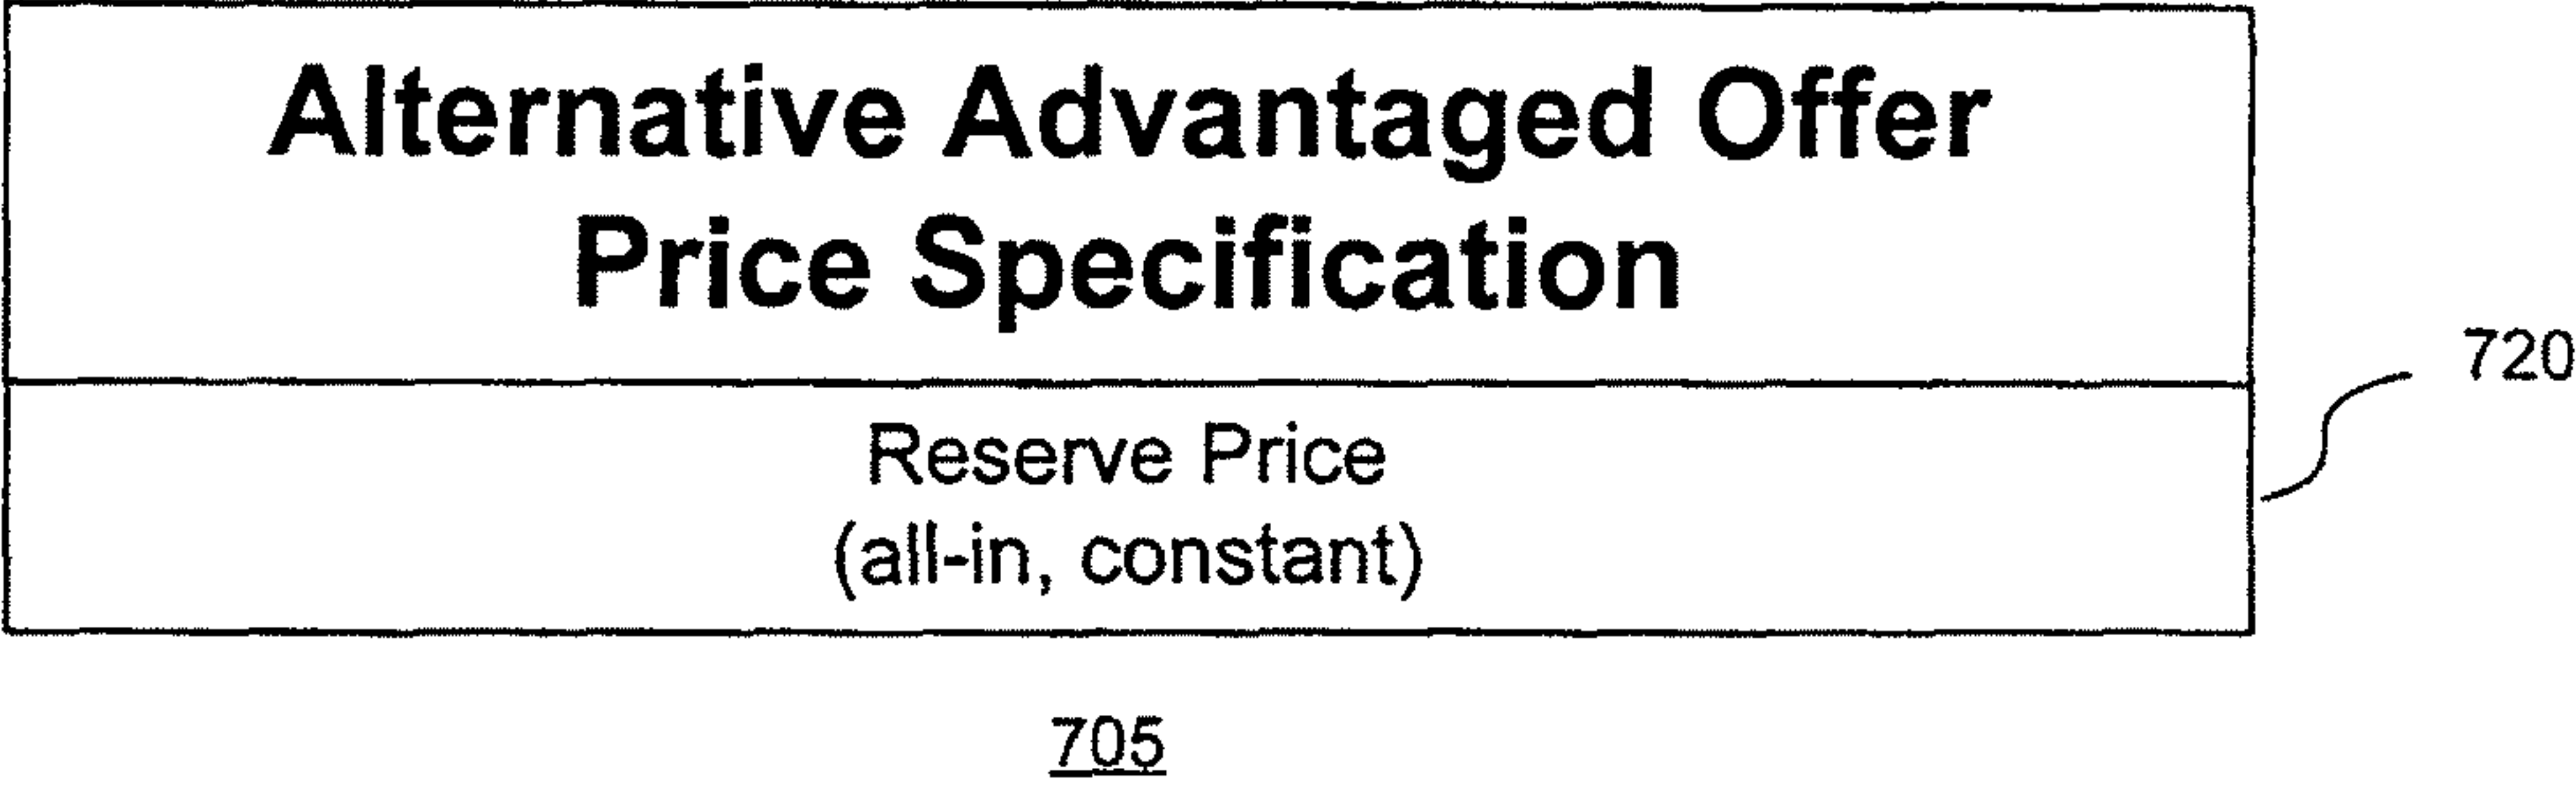 Alternative Advantaged Offer
Price Specification
720
Reserve Price
(all-in, constant)
705